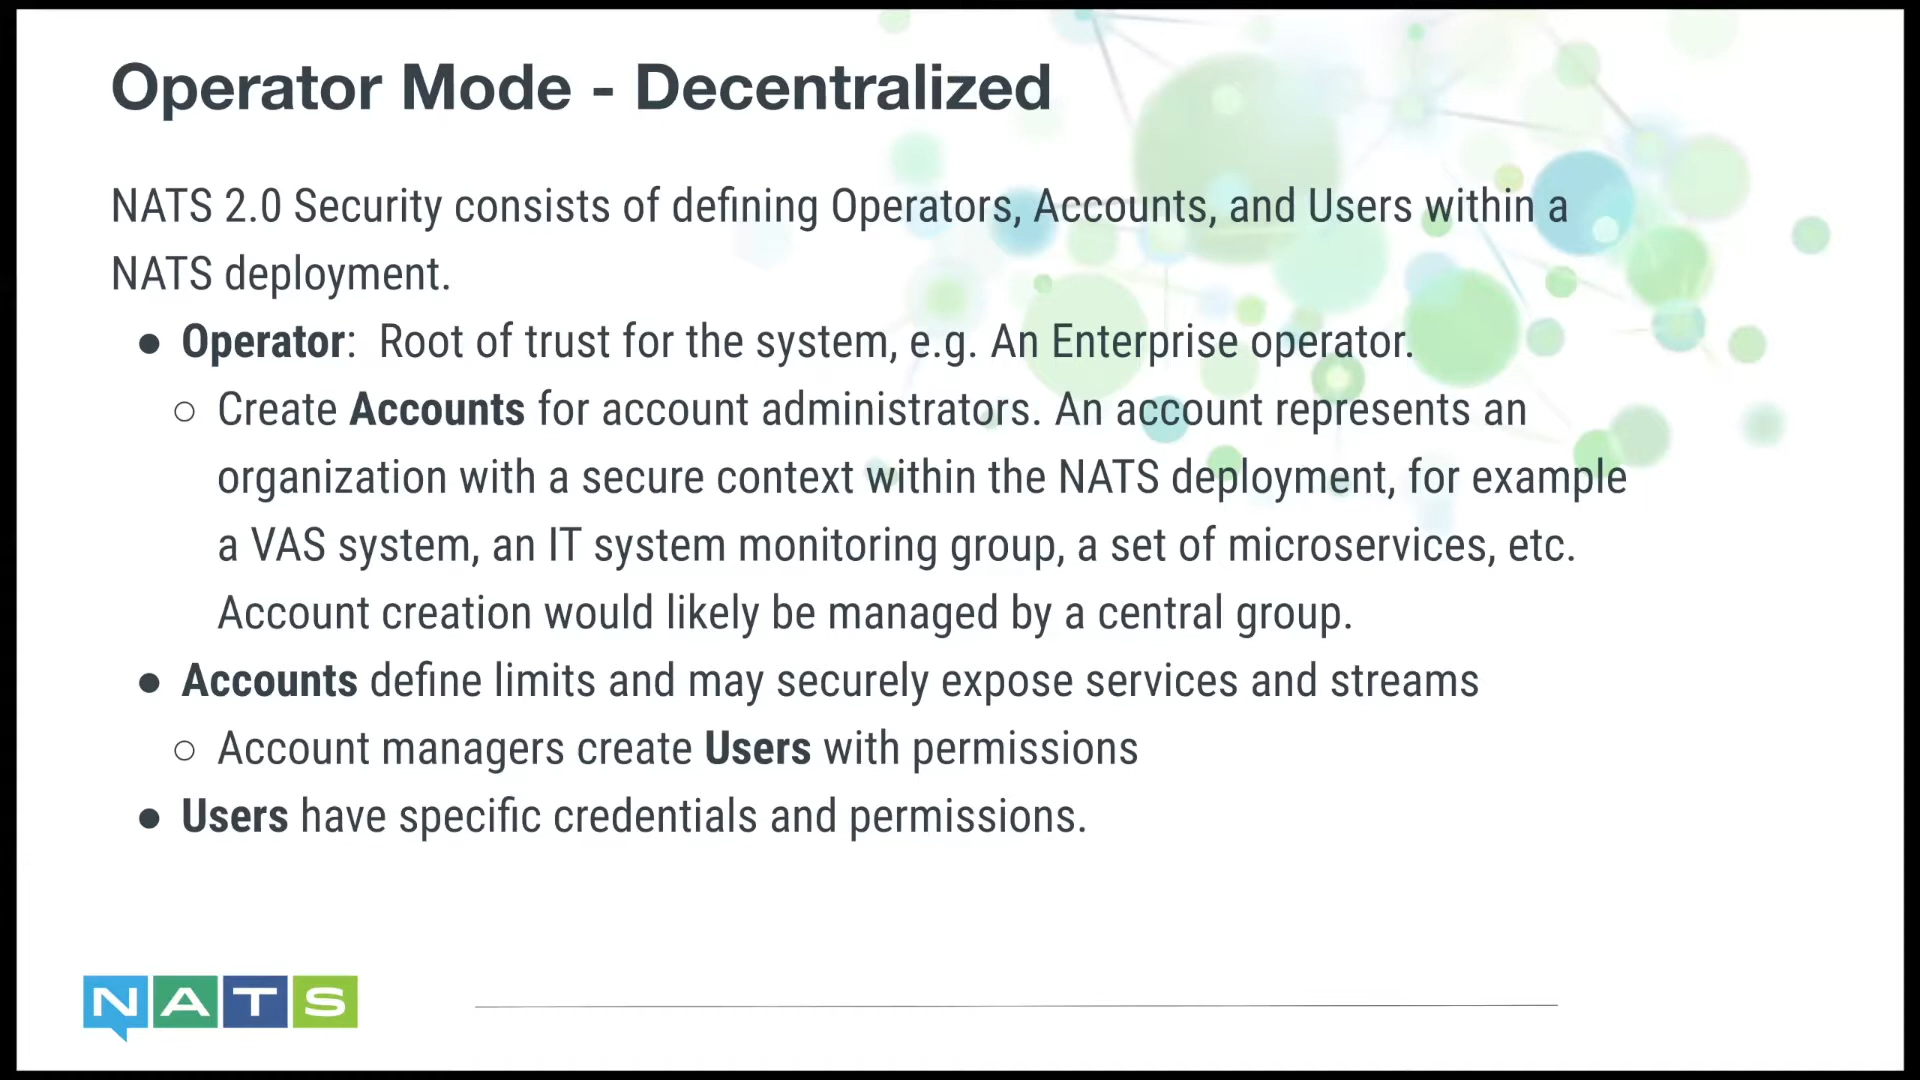 Operator Mode - Decentralized
NATS 2.0 Security consists of defining Operators, Accounts, and Users within a
NATS deployment.
● Operator:  Root of trust for the system, e.g. An Enterprise operator.
○ Create Accounts for account administrators. An account represents an
organization with a secure context within the NATS deployment, for example
a VAS system, an IT system monitoring group, a set of microservices, etc.
Account creation would likely be managed by a central group.
● Accounts define limits and may securely expose services and streams
○ Account managers create Users with permissions
● Users have specific credentials and permissions.
NATS